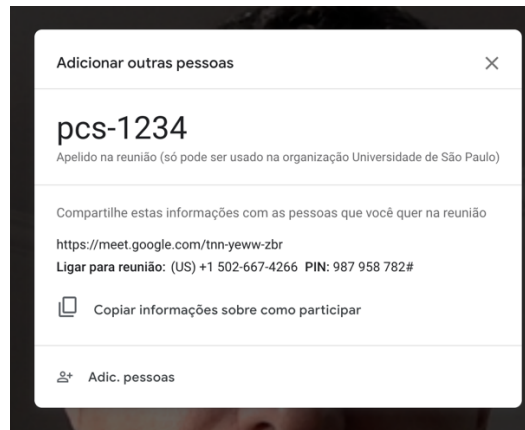 Adicionar outras pessoas
pcs-1234
Apelido na reunião (só pode ser usado na organização Universidade de São Paulo)
Compartilhe estas informações com as pessoas que você quer na reunião
https://meet.google.com/tnn-yeww-zbr
Ligar para reunião: (US) +1 502-667-4266 PIN: 987 958 782#
Copiar informações sobre como participar
Adic. pessoas